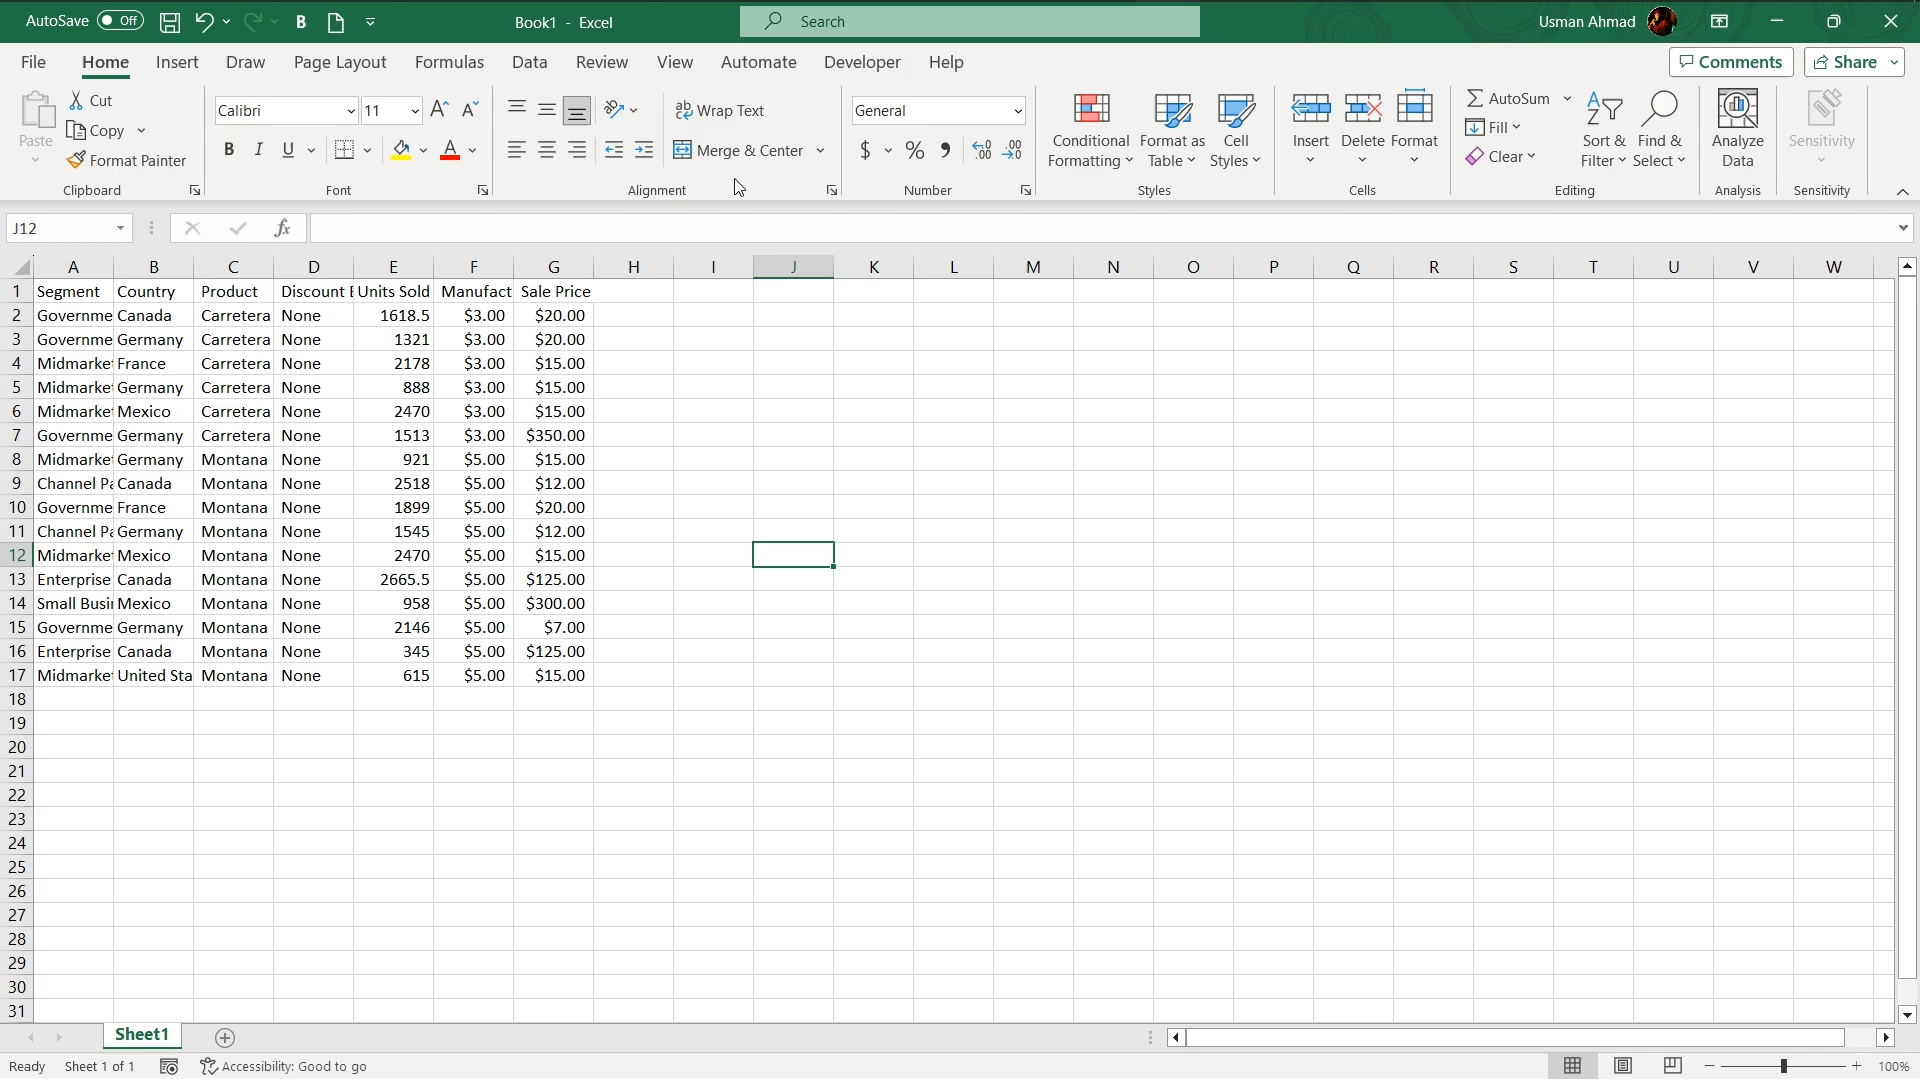 AutoSave Off B Book1 - Excel Search Usman Ahmad
File Home Insert Draw Page Layout Formulas Data Review View Automate Developer Help Comments Share
Paste
Cut
Copy
Format Painter
Clipboard
Calibri 11 A A
B I U A
Font
ab Wrap Text
Merge & Center
Alignment
General
$ % , .00 .00
Number
Conditional Formatting
Format as Table
Cell Styles
Styles
Insert Delete Format
Cells
AutoSum
Fill
Clear
Sort & Filter
Find & Select
Editing
Analyze Data
Analysis
Sensitivity
Sensitivity
J12 fx
A B C D E F G H I J K L M N O P Q R S T U V W
1 Segment Country Product Discount Units Sold Manufact Sale Price
2 Governme Canada Carretera None 1618.5 $3.00 $20.00
3 Governme Germany Carretera None 1321 $3.00 $20.00
4 Midmarket France Carretera None 2178 $3.00 $15.00
5 Midmarket Germany Carretera None 888 $3.00 $15.00
6 Midmarket Mexico Carretera None 2470 $3.00 $15.00
7 Governme Germany Carretera None 1513 $3.00 $350.00
8 Midmarket Germany Montana None 921 $5.00 $15.00
9 Channel Pa Canada Montana None 2518 $5.00 $12.00
10 Governme France Montana None 1899 $5.00 $20.00
11 Channel Pa Germany Montana None 1545 $5.00 $12.00
12 Midmarket Mexico Montana None 2470 $5.00 $15.00
13 Enterprise Canada Montana None 2665.5 $5.00 $125.00
14 Small Busin Mexico Montana None 958 $5.00 $300.00
15 Governme Germany Montana None 2146 $5.00 $7.00
16 Enterprise Canada Montana None 345 $5.00 $125.00
17 Midmarket United Sta Montana None 615 $5.00 $15.00
18
19
20
21
22
23
24
25
26
27
28
29
30
31
Sheet1
Ready Sheet 1 of 1 Accessibility: Good to go 100%